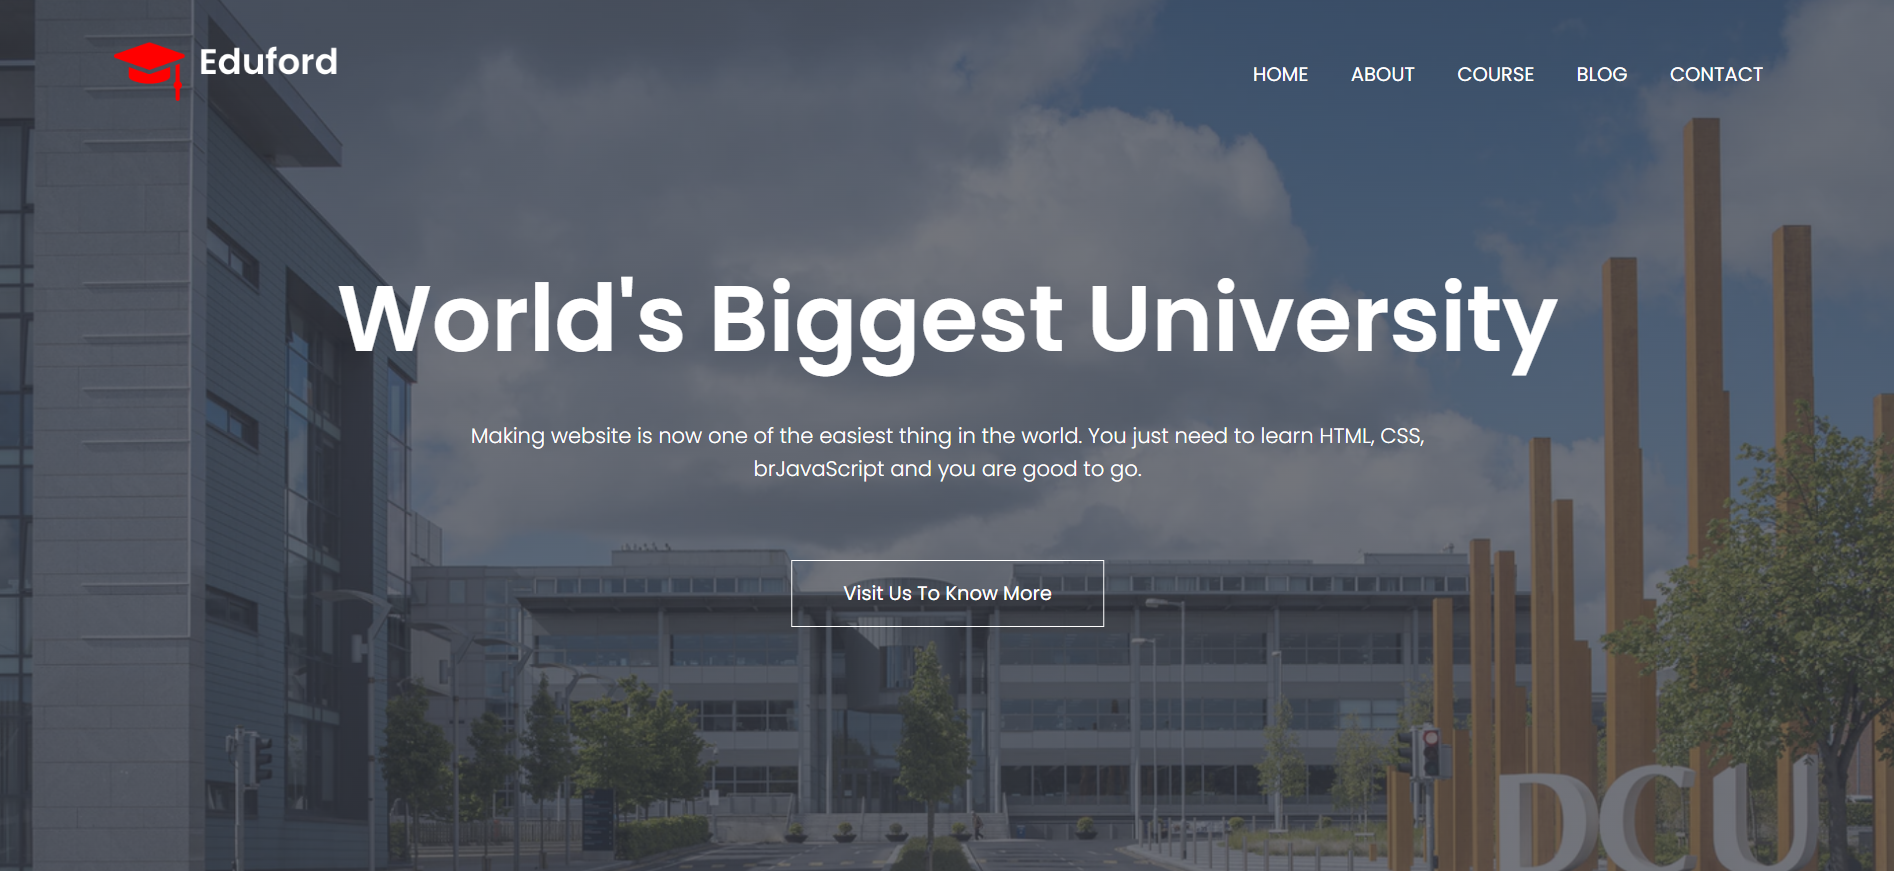 Eduford
HOME ABOUT COURSE BLOG CONTACT
World's Biggest University
Making website is now one of the easiest thing in the world. You just need to learn HTML, CSS,
brJavaScript and you are good to go.
Visit Us To Know More
DCU